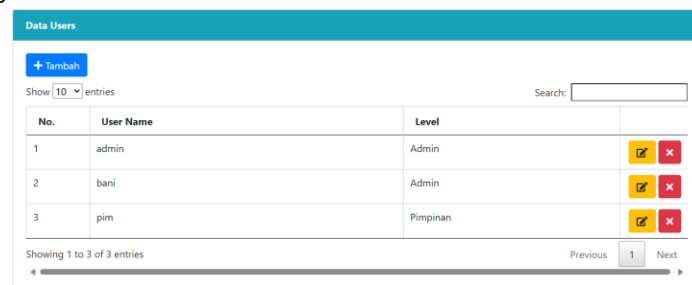 Data Users
+ Tambah
Show 10 entries
Search:
No. User Name Level
1 admin Admin
2 bani Admin
3 pim Pimpinan
Showing 1 to 3 of 3 entries
Previous 1 Next